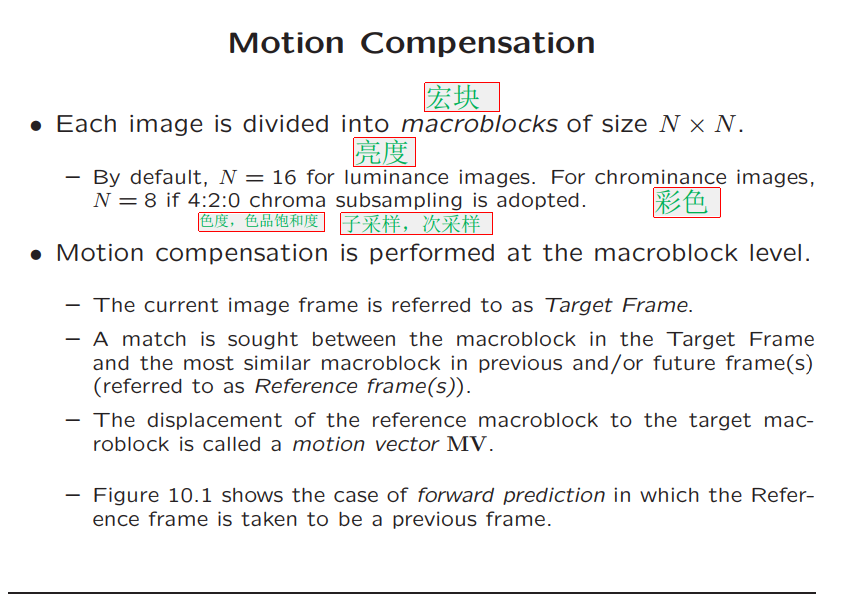 Motion Compensation
宏块
• Each image is divided into macroblocks of size N × N.
亮度
– By default, N = 16 for luminance images. For chrominance images,
彩色
N = 8 if 4:2:0 chroma subsampling is adopted.
色度，色品饱和度 子采样，次采样
• Motion compensation is performed at the macroblock level.
– The current image frame is referred to as Target Frame.
– A match is sought between the macroblock in the Target Frame
and the most similar macroblock in previous and/or future frame(s)
(referred to as Reference frame(s)).
– The displacement of the reference macroblock to the target mac-
roblock is called a motion vector MV.
– Figure 10.1 shows the case of forward prediction in which the Refer-
ence frame is taken to be a previous frame.